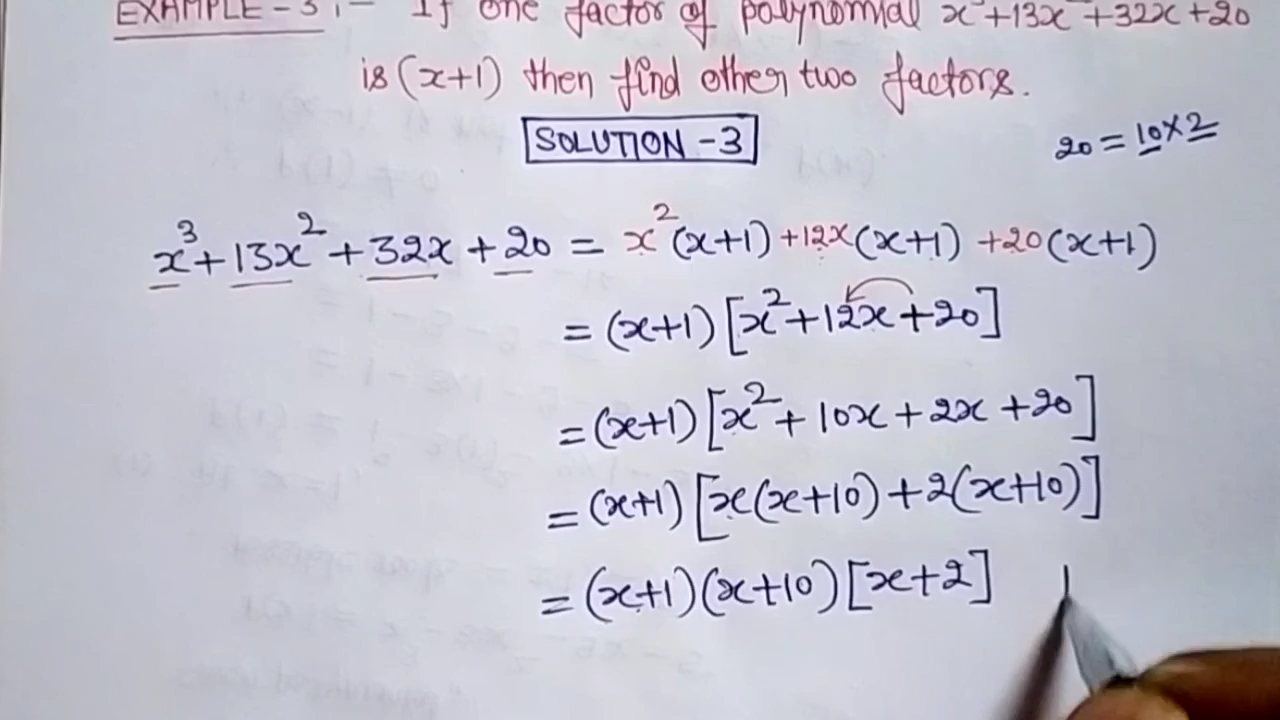 EXAMPLE-3:- If one factor of polynomial x³+13x²+32x+20
is (x+1) then find other two factors.
SOLUTION-3
20 = 10×2
x³+13x²+32x+20 = x²(x+1)+12x(x+1)+20(x+1)
= (x+1)[x²+12x+20]
= (x+1)[x²+10x+2x+20]
= (x+1)[x(x+10)+2(x+10)]
= (x+1)(x+10)[x+2]